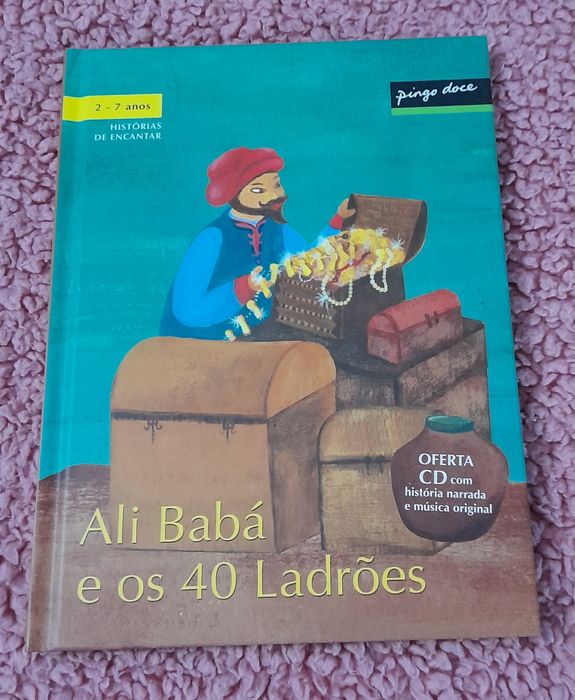 2 - 7 anos
HISTÓRIAS
DE ENCANTAR
pingo doce
OFERTA
CD com
história narrada
e música original
Ali Babá
e os 40 Ladrões